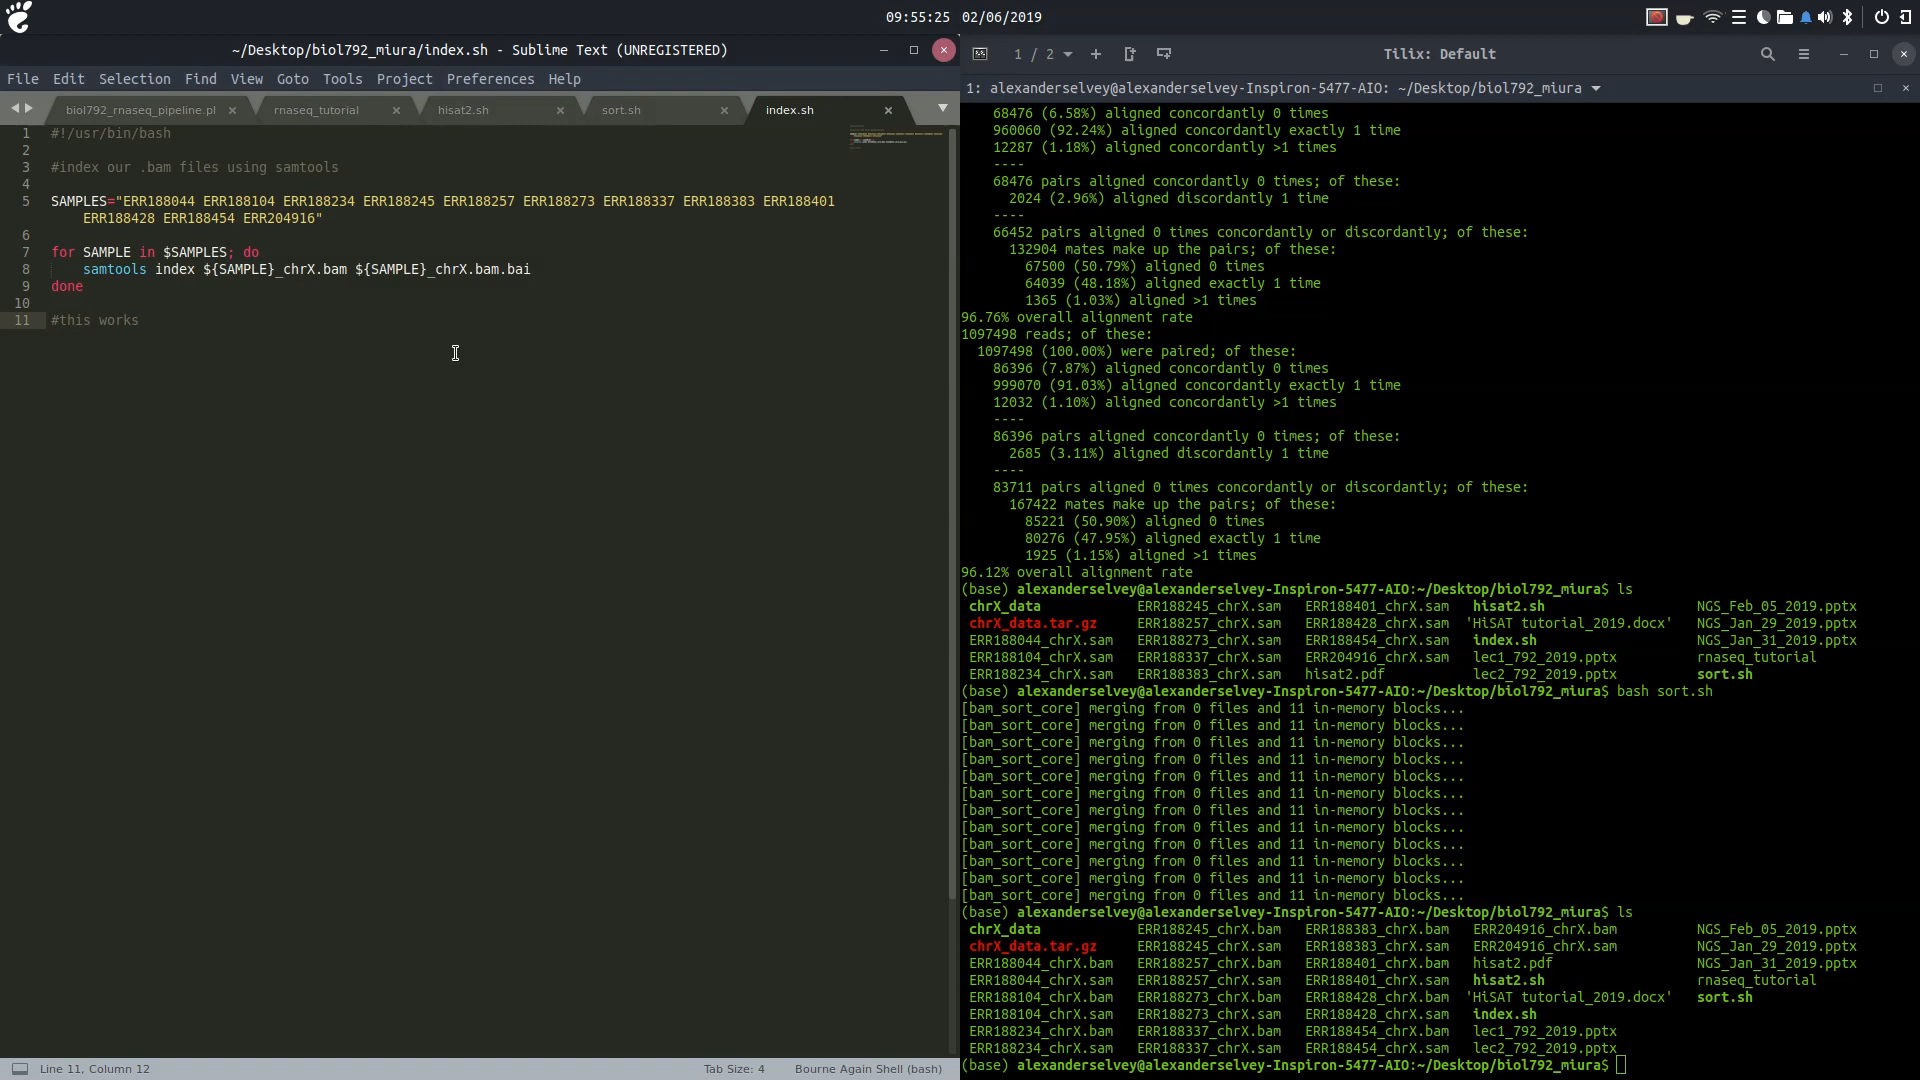 09:55:25 02/06/2019
~/Desktop/biol792_miura/index.sh - Sublime Text (UNREGISTERED)
File Edit Selection Find View Goto Tools Project Preferences Help
biol792_rnaseq_pipeline.pl rnaseq_tutorial hisat2.sh sort.sh index.sh
1 #!/usr/bin/bash
2
3 #index our .bam files using samtools
4
5 SAMPLES="ERR188044 ERR188104 ERR188234 ERR188245 ERR188257 ERR188273 ERR188337 ERR188383 ERR188401
ERR188428 ERR188454 ERR204916"
6
7 for SAMPLE in $SAMPLES; do
8 samtools index ${SAMPLE}_chrX.bam ${SAMPLE}_chrX.bam.bai
9 done
10
11 #this works
Line 11, Column 12 Tab Size: 4 Bourne Again Shell (bash)
1 / 2 Tilix: Default
1: alexanderselvey@alexanderselvey-Inspiron-5477-AIO: ~/Desktop/biol792_miura
68476 (6.58%) aligned concordantly 0 times
960060 (92.24%) aligned concordantly exactly 1 time
12287 (1.18%) aligned concordantly >1 times
----
68476 pairs aligned concordantly 0 times; of these:
2024 (2.96%) aligned discordantly 1 time
----
66452 pairs aligned 0 times concordantly or discordantly; of these:
132904 mates make up the pairs; of these:
67500 (50.79%) aligned 0 times
64039 (48.18%) aligned exactly 1 time
1365 (1.03%) aligned >1 times
96.76% overall alignment rate
1097498 reads; of these:
1097498 (100.00%) were paired; of these:
86396 (7.87%) aligned concordantly 0 times
999070 (91.03%) aligned concordantly exactly 1 time
12032 (1.10%) aligned concordantly >1 times
----
86396 pairs aligned concordantly 0 times; of these:
2685 (3.11%) aligned discordantly 1 time
----
83711 pairs aligned 0 times concordantly or discordantly; of these:
167422 mates make up the pairs; of these:
85221 (50.90%) aligned 0 times
80276 (47.95%) aligned exactly 1 time
1925 (1.15%) aligned >1 times
96.12% overall alignment rate
(base) alexanderselvey@alexanderselvey-Inspiron-5477-AIO:~/Desktop/biol792_miura$ ls
chrX_data ERR188245_chrX.sam ERR188401_chrX.sam hisat2.sh NGS_Feb_05_2019.pptx
chrX_data.tar.gz ERR188257_chrX.sam ERR188428_chrX.sam 'HiSAT tutorial_2019.docx' NGS_Jan_29_2019.pptx
ERR188044_chrX.sam ERR188273_chrX.sam ERR188454_chrX.sam index.sh NGS_Jan_31_2019.pptx
ERR188104_chrX.sam ERR188337_chrX.sam ERR204916_chrX.sam lec1_792_2019.pptx rnaseq_tutorial
ERR188234_chrX.sam ERR188383_chrX.sam hisat2.pdf lec2_792_2019.pptx sort.sh
(base) alexanderselvey@alexanderselvey-Inspiron-5477-AIO:~/Desktop/biol792_miura$ bash sort.sh
[bam_sort_core] merging from 0 files and 11 in-memory blocks...
[bam_sort_core] merging from 0 files and 11 in-memory blocks...
[bam_sort_core] merging from 0 files and 11 in-memory blocks...
[bam_sort_core] merging from 0 files and 11 in-memory blocks...
[bam_sort_core] merging from 0 files and 11 in-memory blocks...
[bam_sort_core] merging from 0 files and 11 in-memory blocks...
[bam_sort_core] merging from 0 files and 11 in-memory blocks...
[bam_sort_core] merging from 0 files and 11 in-memory blocks...
[bam_sort_core] merging from 0 files and 11 in-memory blocks...
[bam_sort_core] merging from 0 files and 11 in-memory blocks...
[bam_sort_core] merging from 0 files and 11 in-memory blocks...
[bam_sort_core] merging from 0 files and 11 in-memory blocks...
(base) alexanderselvey@alexanderselvey-Inspiron-5477-AIO:~/Desktop/biol792_miura$ ls
chrX_data ERR188245_chrX.bam ERR188383_chrX.bam ERR204916_chrX.bam NGS_Feb_05_2019.pptx
chrX_data.tar.gz ERR188245_chrX.sam ERR188383_chrX.sam ERR204916_chrX.sam NGS_Jan_29_2019.pptx
ERR188044_chrX.bam ERR188257_chrX.bam ERR188401_chrX.bam hisat2.pdf NGS_Jan_31_2019.pptx
ERR188044_chrX.sam ERR188257_chrX.sam ERR188401_chrX.sam hisat2.sh rnaseq_tutorial
ERR188104_chrX.bam ERR188273_chrX.bam ERR188428_chrX.bam 'HiSAT tutorial_2019.docx' sort.sh
ERR188104_chrX.sam ERR188273_chrX.sam ERR188428_chrX.sam index.sh
ERR188234_chrX.bam ERR188337_chrX.bam ERR188454_chrX.bam lec1_792_2019.pptx
ERR188234_chrX.sam ERR188337_chrX.sam ERR188454_chrX.sam lec2_792_2019.pptx
(base) alexanderselvey@alexanderselvey-Inspiron-5477-AIO:~/Desktop/biol792_miura$